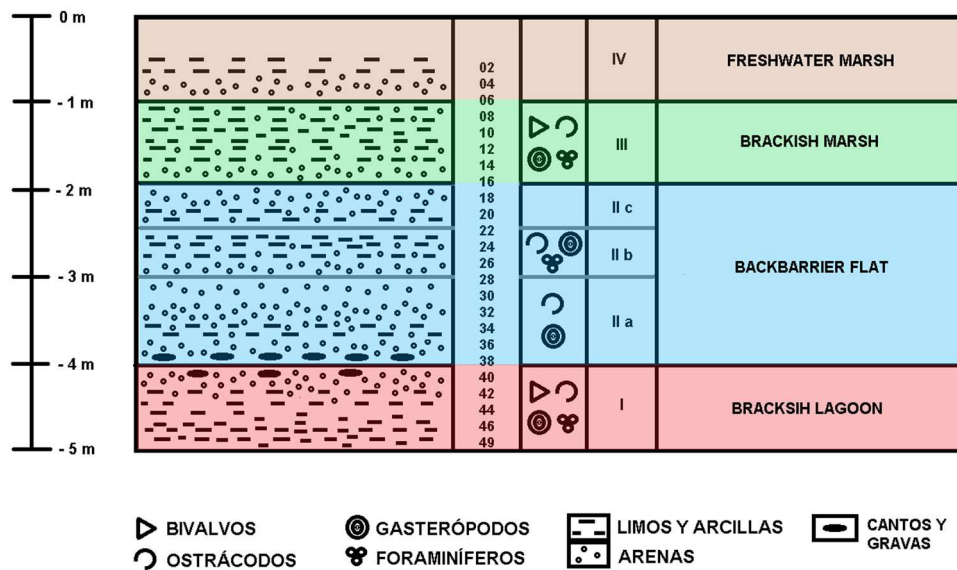 0 m
IV
FRESHWATER MARSH
02
04
- 1 m
06
08
10
III
BRACKISH MARSH
12
14
16
- 2 m
18
II c
20
22
24
II b
26
BACKBARRIER FLAT
- 3 m
28
30
32
II a
34
36
38
- 4 m
40
42
I
BRACKSIH LAGOON
44
46
49
- 5 m
BIVALVOS
GASTERÓPODOS
LIMOS Y ARCILLAS
CANTOS Y
GRAVAS
OSTRÁCODOS
FORAMINÍFEROS
ARENAS